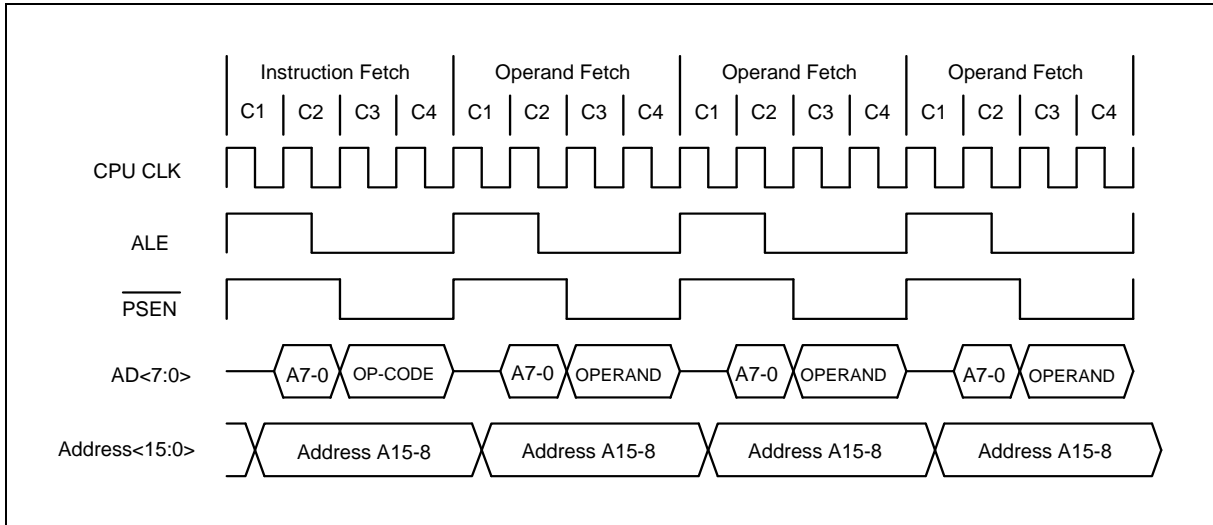 Instruction Fetch Operand Fetch Operand Fetch Operand Fetch
C1 C2 C3 C4 C1 C2 C3 C4 C1 C2 C3 C4 C1 C2 C3 C4
CPU CLK
ALE
PSEN
AD<7:0> A7-0 OP-CODE A7-0 OPERAND A7-0 OPERAND A7-0 OPERAND
Address<15:0> Address A15-8 Address A15-8 Address A15-8 Address A15-8